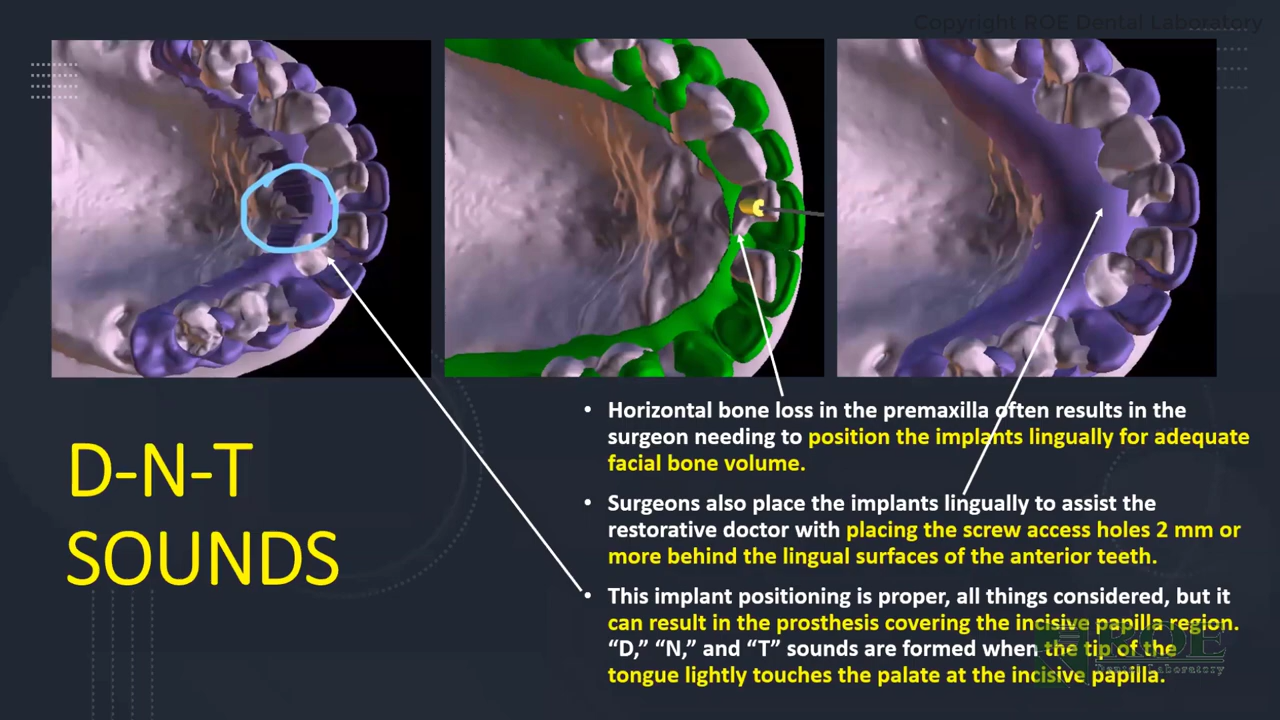 Copyright ROE Dental Laboratory
D-N-T
SOUNDS
• Horizontal bone loss in the premaxilla often results in the
surgeon needing to position the implants lingually for adequate
facial bone volume.
• Surgeons also place the implants lingually to assist the
restorative doctor with placing the screw access holes 2 mm or
more behind the lingual surfaces of the anterior teeth.
• This implant positioning is proper, all things considered, but it
can result in the prosthesis covering the incisive papilla region.
“D,” “N,” and “T” sounds are formed when the tip of the
tongue lightly touches the palate at the incisive papilla.
ROE
Dental Laboratory